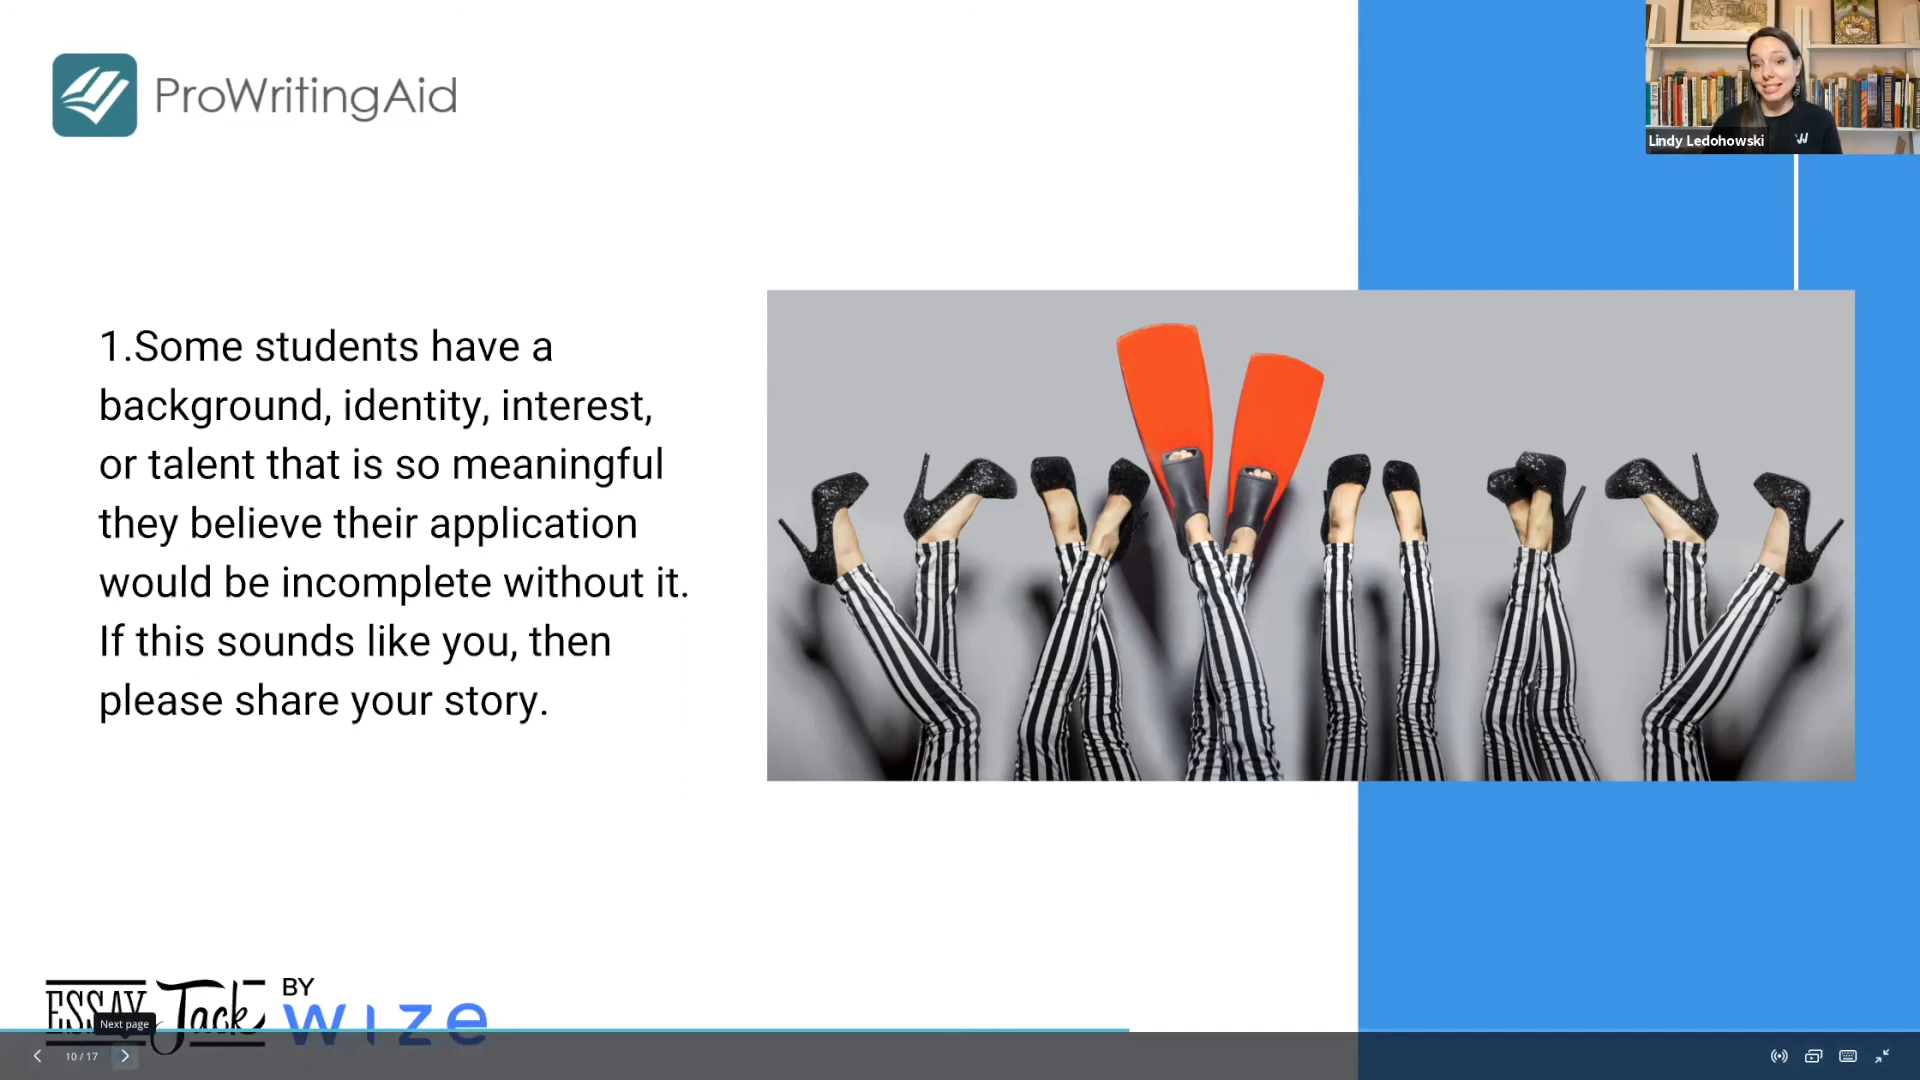 ProWritingAid
Lindy Ledohowski
W
1.Some students have a
background, identity, interest,
or talent that is so meaningful
they believe their application
would be incomplete without it.
If this sounds like you, then
please share your story.
ESSAY Jack BY
wize
Next page
10 / 17